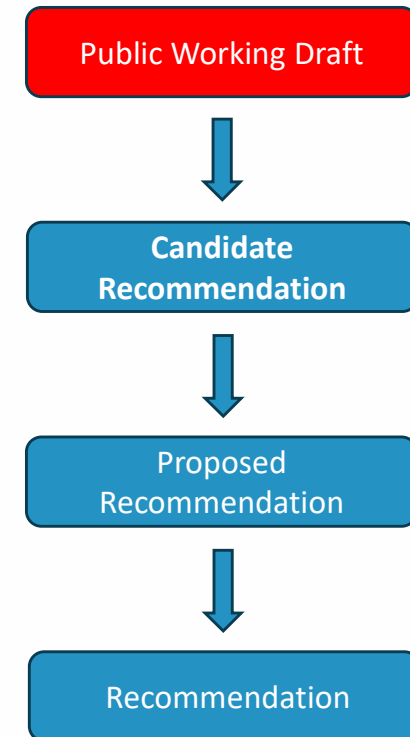 Public Working Draft
Candidate
Recommendation
Proposed
Recommendation
Recommendation